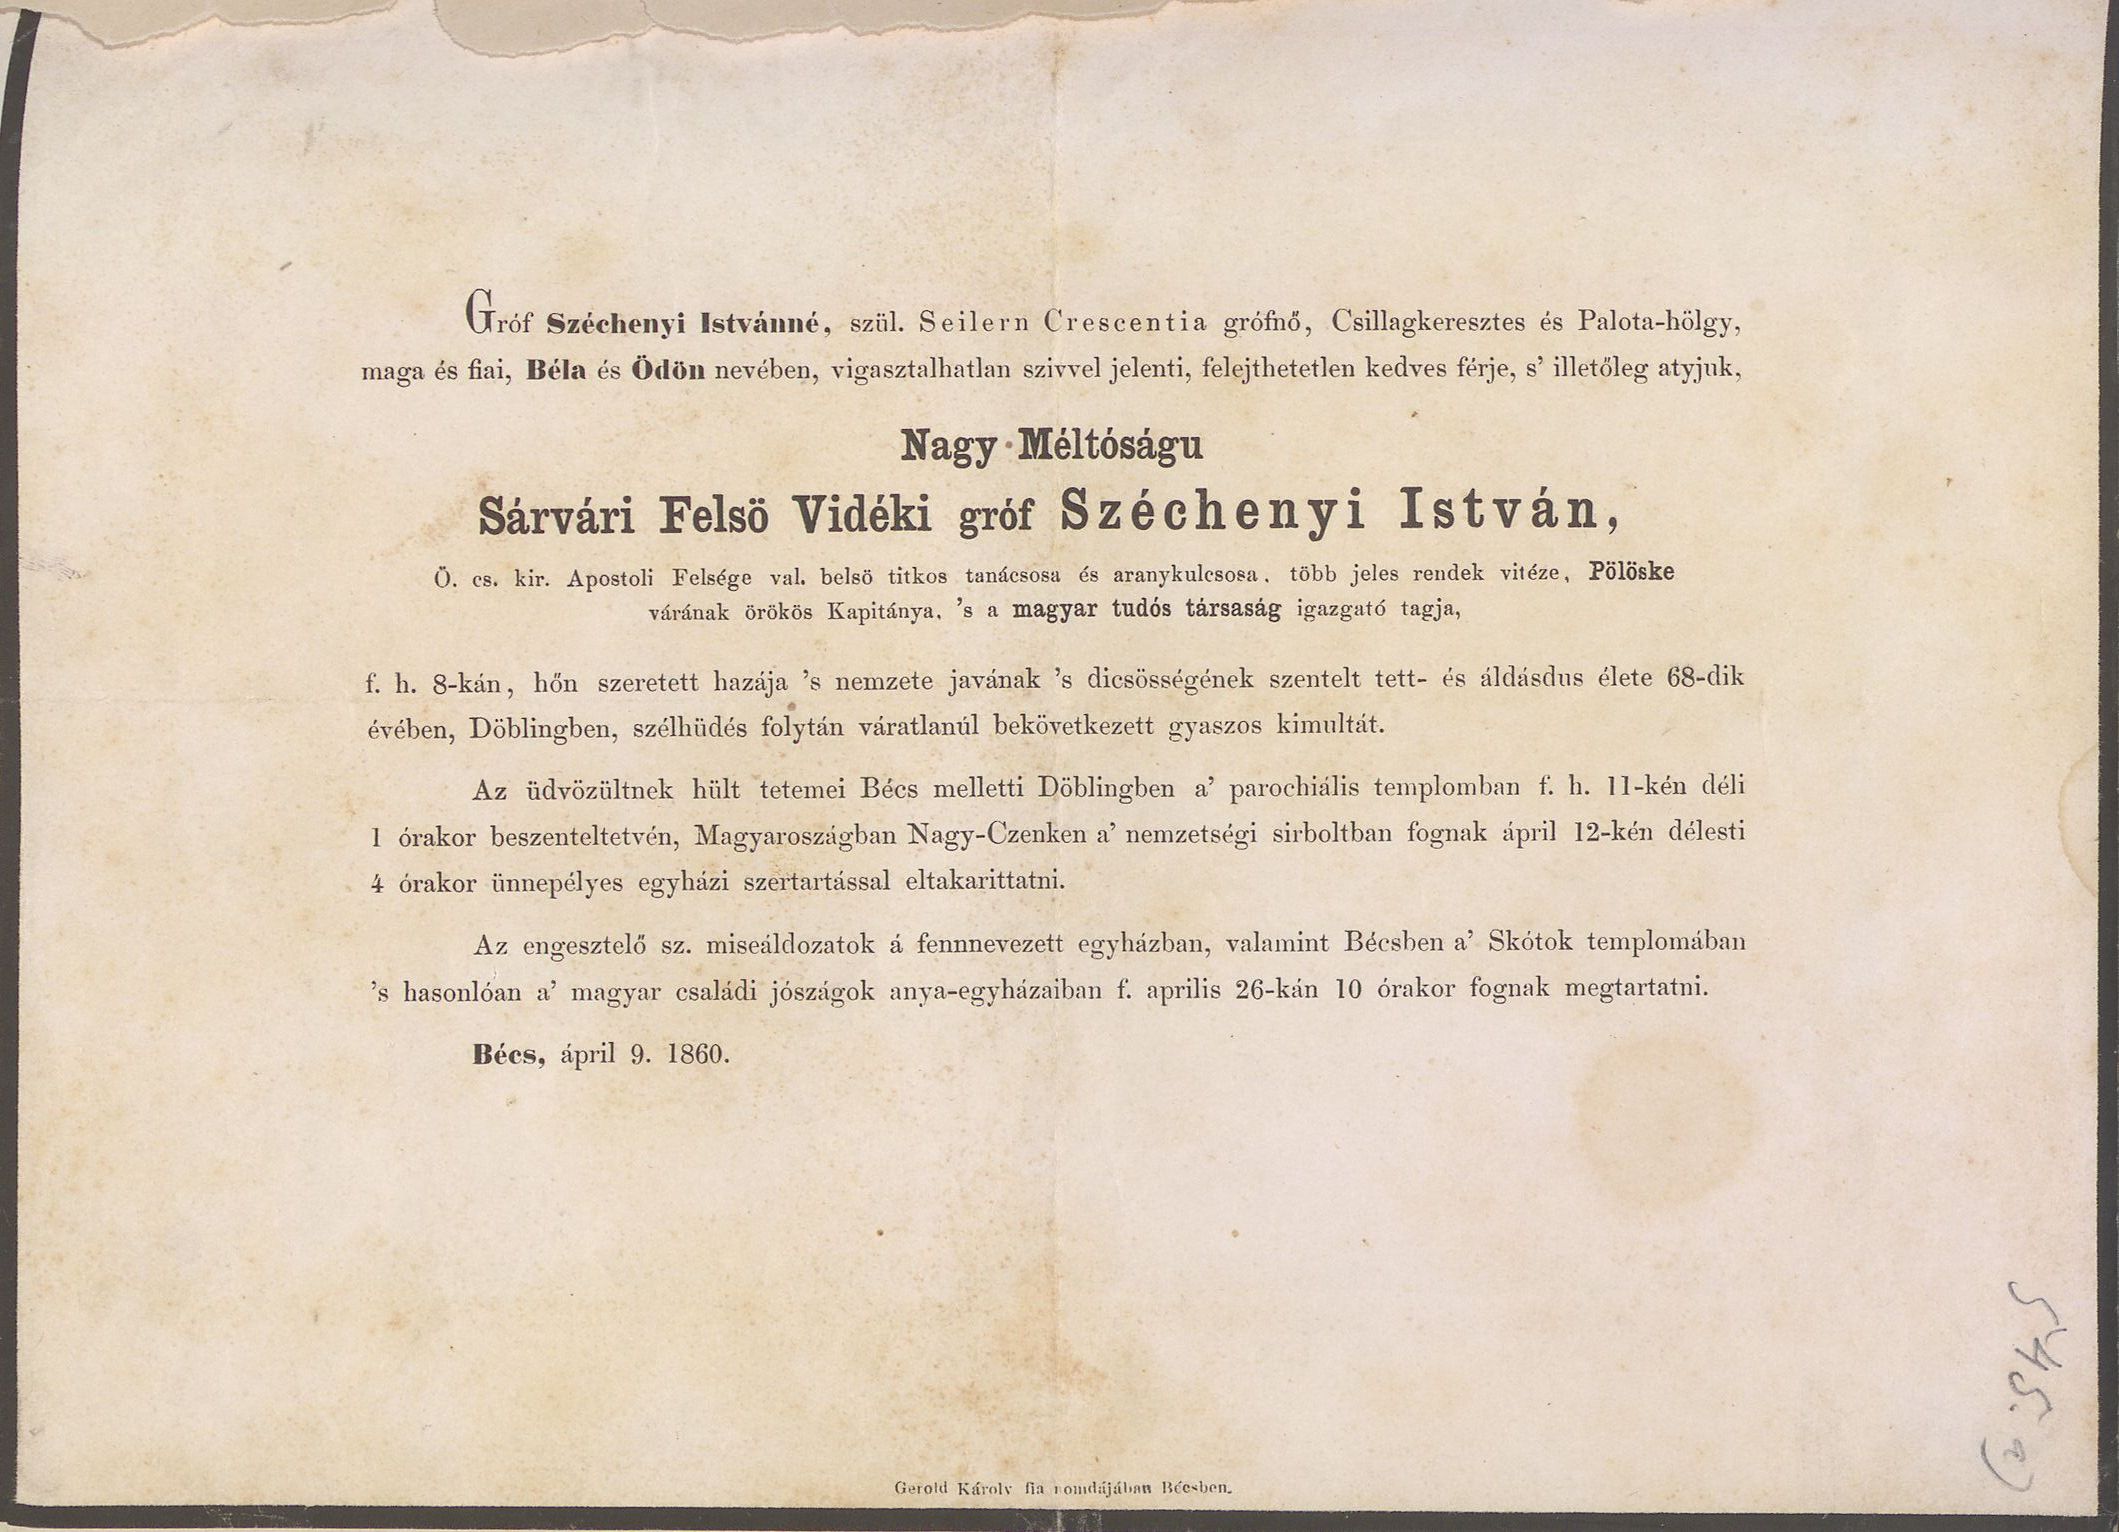 Gróf Széchenyi Istvánné, szül. Seilern Crescentia grófnő, Csillagkeresztes és Palota-hölgy,
maga és fiai, Béla és Ödön nevében, vigasztalhatlan szivvel jelenti, felejthetetlen kedves férje, s’ illetőleg atyjuk,
Nagy Méltóságu
Sárvári Felsö Vidéki gróf Széchenyi István,
Ö. cs. kir. Apostoli Felsége val. belsö titkos tanácsosa és aranykulcsosa, több jeles rendek vitéze, Pölöske
várának örökös Kapitánya, ’s a magyar tudós társaság igazgató tagja,
f. h. 8-kán, hőn szeretett hazája ’s nemzete javának ’s dicsösségének szentelt tett- és áldásdus élete 68-dik
évében, Döblingben, szélhüdés folytán váratlanúl bekövetkezett gyaszos kimultát.
Az üdvözültnek hült tetemei Bécs melletti Döblingben a’ parochiális templomban f. h. 11-kén déli
1 órakor beszenteltetvén, Magyaroszágban Nagy-Czenken a’ nemzetségi sirboltban fognak ápril 12-kén délesti
4 órakor ünnepélyes egyházi szertartással eltakarittatni.
Az engesztelő sz. miseáldozatok á fennnevezett egyházban, valamint Bécsben a’ Skótok templomában
’s hasonlóan a’ magyar családi jószágok anya-egyházaiban f. aprilis 26-kán 10 órakor fognak megtartatni.
Bécs, ápril 9. 1860.
Gerold Károly fia nomdájában Bécsben.
545.